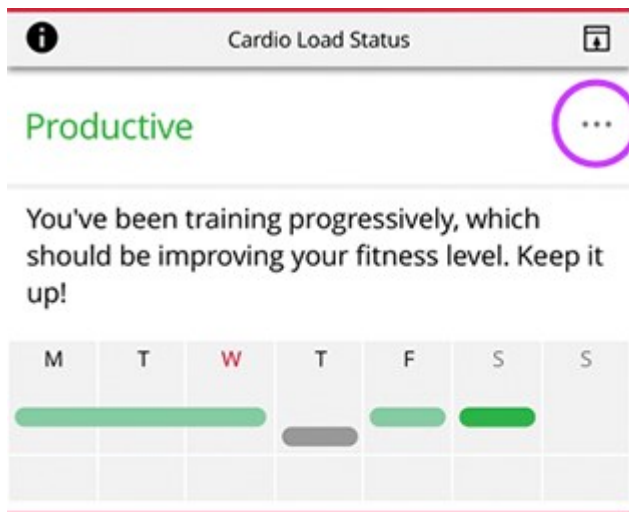 Cardio Load Status
Productive
You've been training progressively, which
should be improving your fitness level. Keep it
up!
M T W T F S S